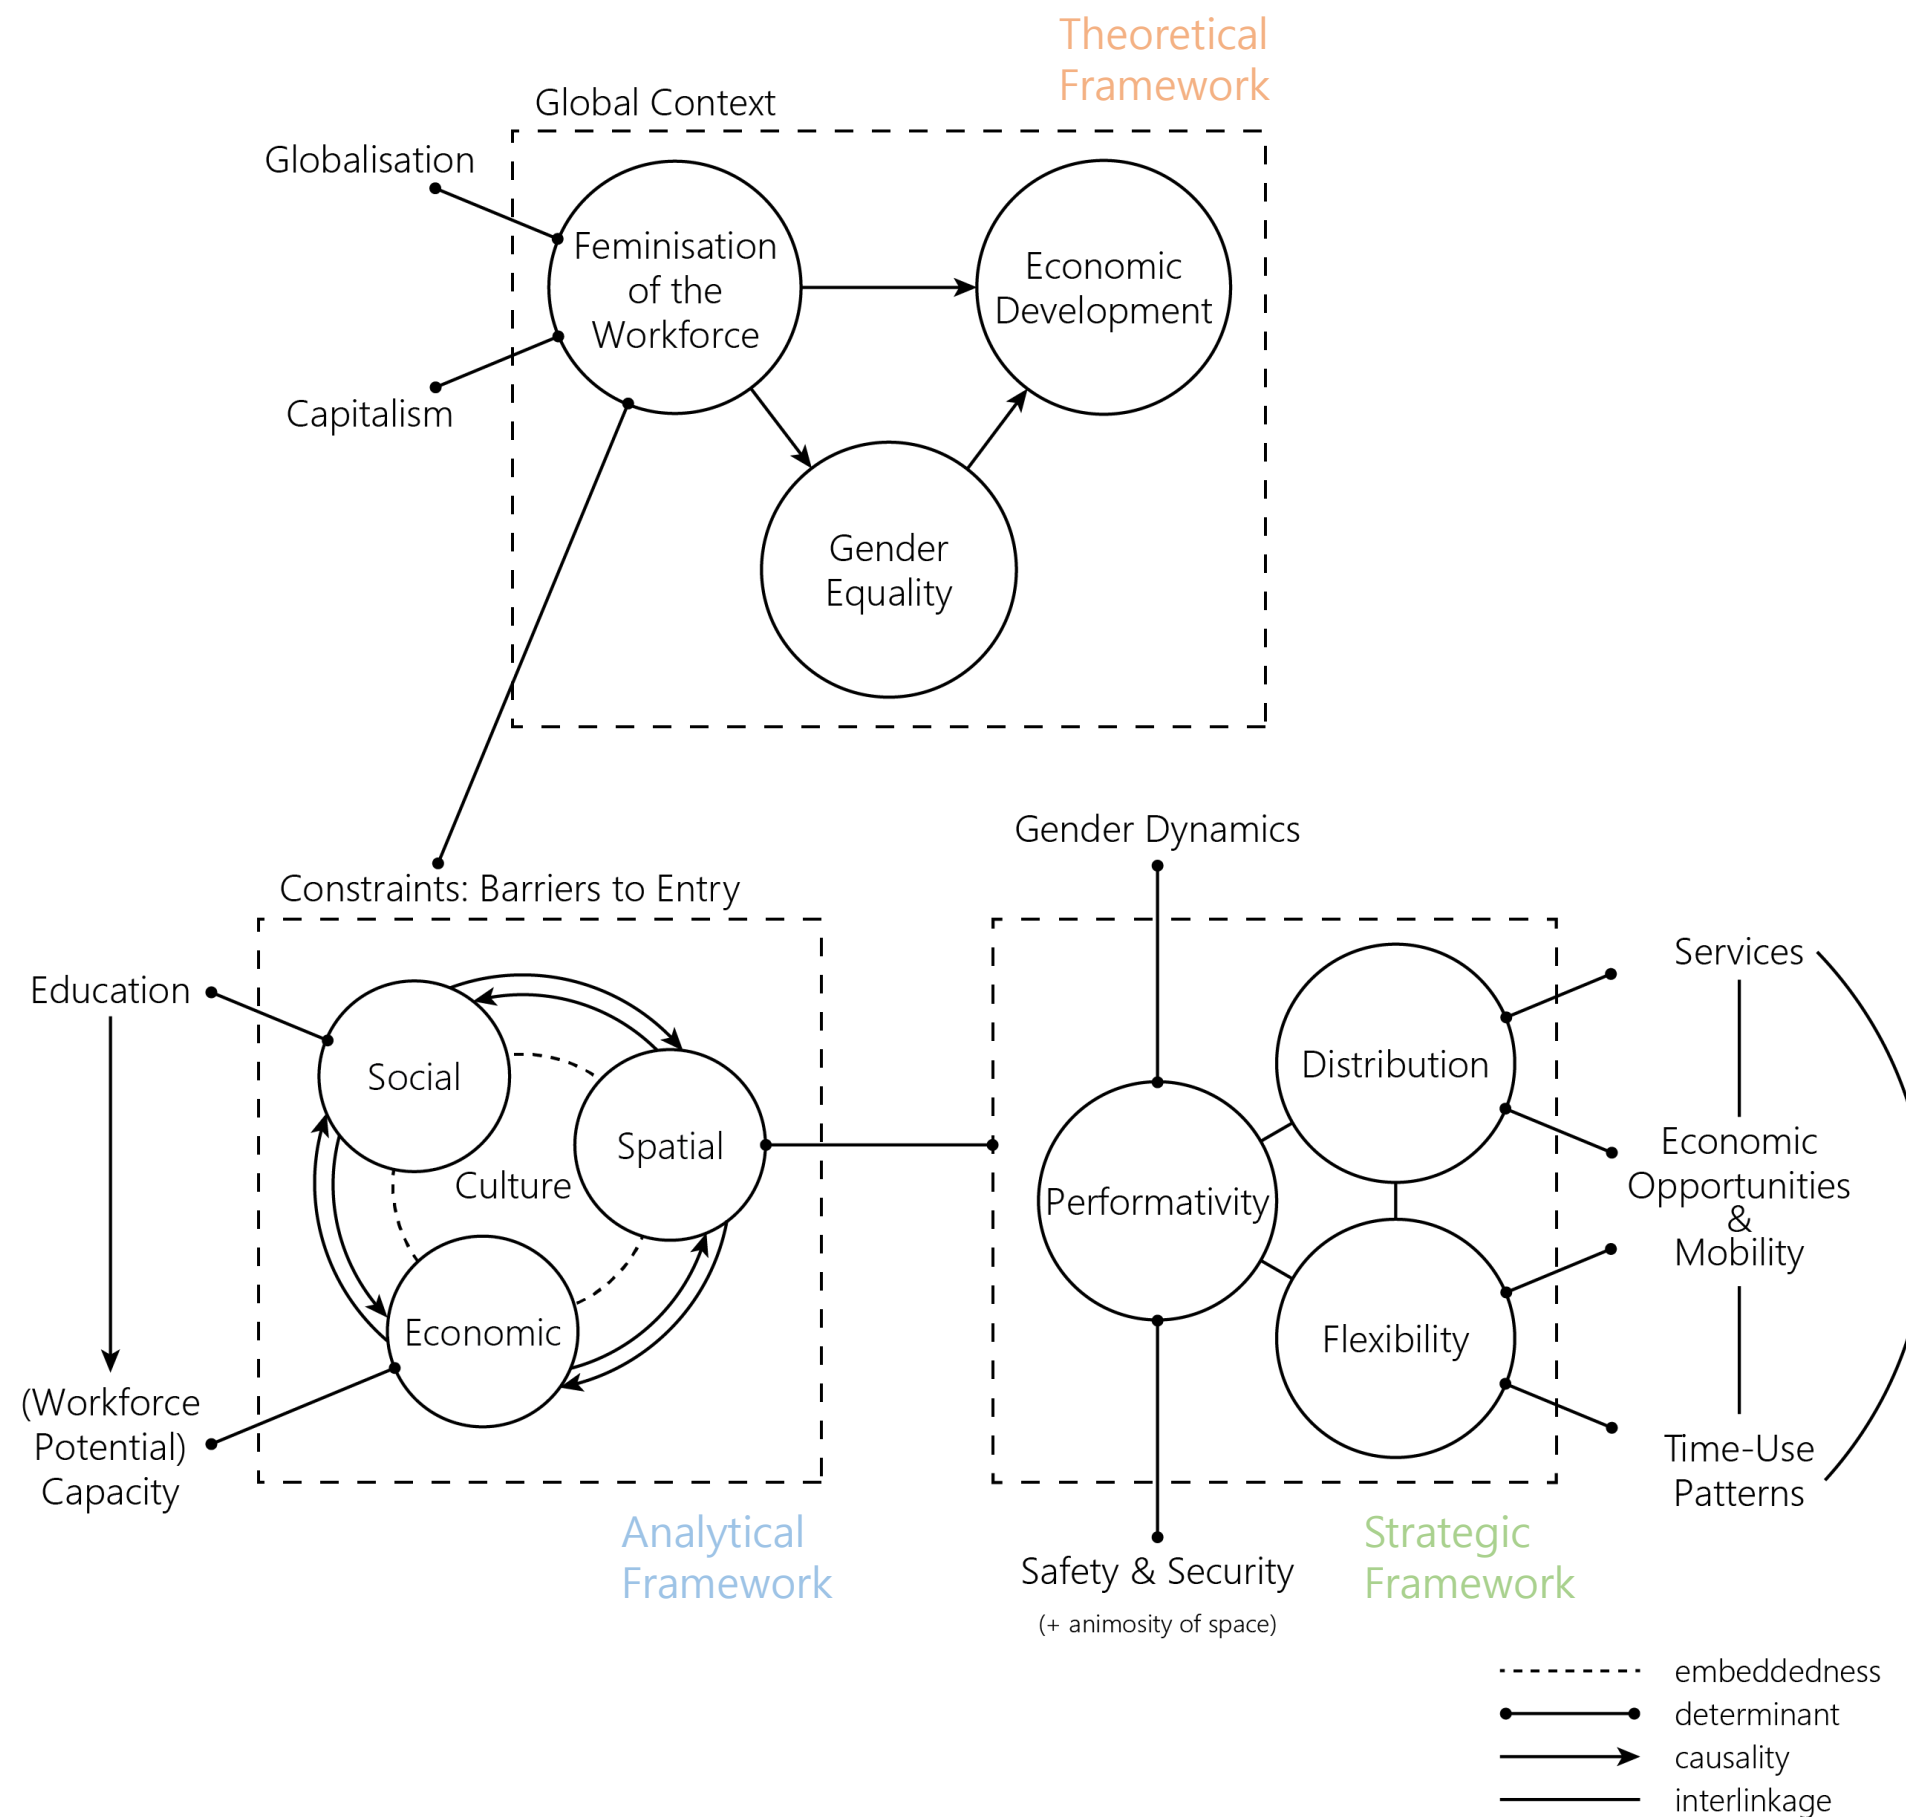 Theoretical
Framework
Global Context
Globalisation
Feminisation
of the
Workforce
Economic
Development
Capitalism
Gender
Equality
Gender Dynamics
Constraints: Barriers to Entry
Education
Social
Spatial
Culture
Economic
(Workforce
Potential)
Capacity
Performativity
Distribution
Flexibility
Services
Economic
Opportunities
&
Mobility
Time-Use
Patterns
Analytical
Framework
Strategic
Framework
Safety & Security
(+ animosity of space)
embeddedness
determinant
causality
interlinkage